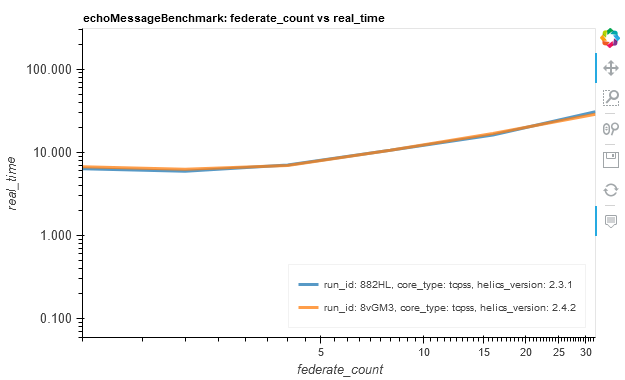 echoMessageBenchmark: federate_count vs real_time
100.000
10.000
1.000
0.100
real_time
run_id: 882HL, core_type: tcpss, helics_version: 2.3.1
run_id: 8vGM3, core_type: tcpss, helics_version: 2.4.2
5 10 15 20 25 30
federate_count